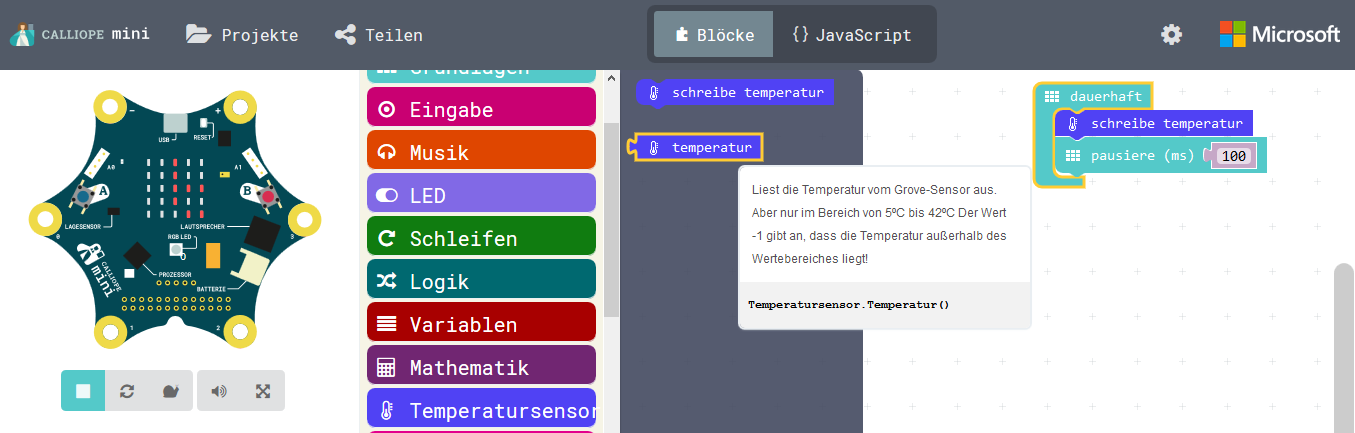 CALLIOPE mini
Projekte
Teilen
Blöcke
{} JavaScript
Microsoft
USB
RESET
A0
A1
A
B
LAGESENSOR
LAUTSPRECHER
RGB LED
0
3
CALLIOPE
mini
PROZESSOR
BATTERIE
1
2
Grundlagen
Eingabe
Musik
LED
Schleifen
Logik
Variablen
Mathematik
Temperatursensor
schreibe temperatur
temperatur
Liest die Temperatur vom Grove-Sensor aus.
Aber nur im Bereich von 5ºC bis 42ºC Der Wert
-1 gibt an, dass die Temperatur außerhalb des
Wertebereiches liegt!
Temperatursensor.Temperatur()
dauerhaft
schreibe temperatur
pausiere (ms) 100